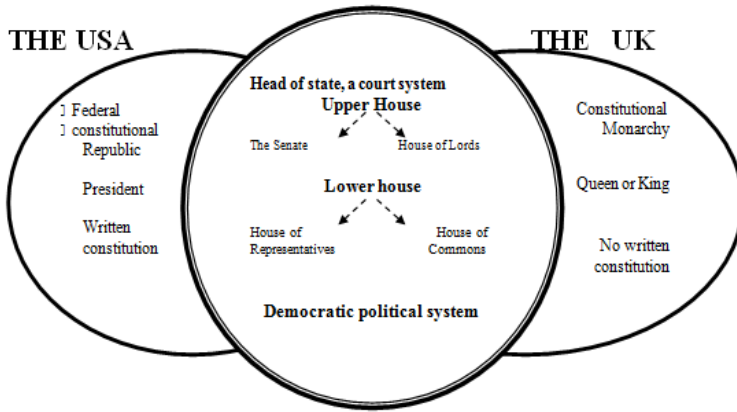 THE USA
THE UK
Federal
constitutional
Republic
President
Written
constitution
Head of state, a court system
Upper House
The Senate
House of Lords
Lower house
House of
Representatives
House of
Commons
Democratic political system
Constitutional
Monarchy
Queen or King
No written
constitution